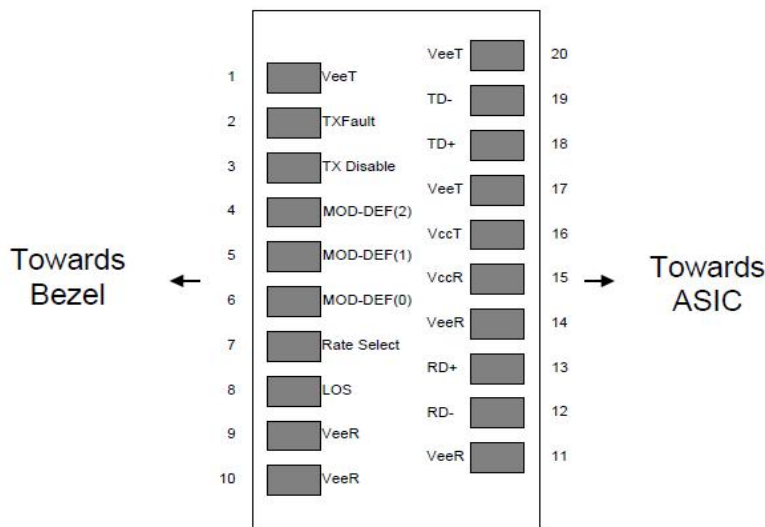 VeeT 20
1 VeeT
TD- 19
2 TXFault
TD+ 18
3 TX Disable
VeeT 17
4 MOD-DEF(2)
VccT 16
5 MOD-DEF(1)
Towards
Bezel
VccR 15
Towards
ASIC
6 MOD-DEF(0)
VeeR 14
7 Rate Select
RD+ 13
8 LOS
RD- 12
9 VeeR
VeeR 11
10 VeeR